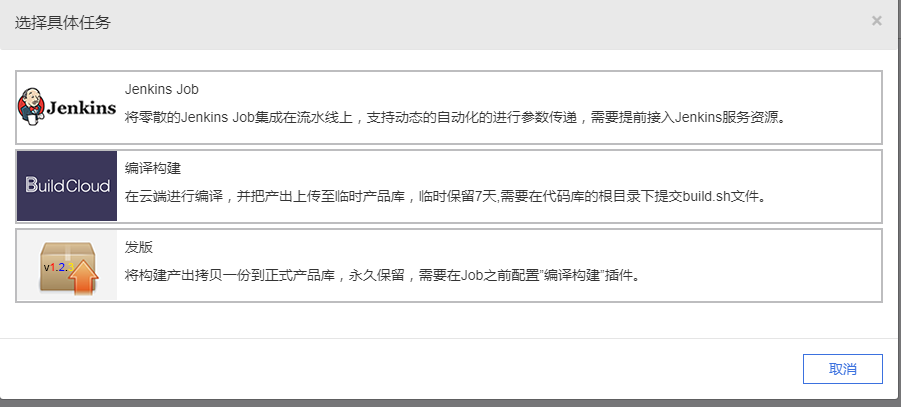 选择具体任务
×
Jenkins
Jenkins Job
将零散的Jenkins Job集成在流水线上，支持动态的自动化的进行参数传递，需要提前接入Jenkins服务资源。
BuildCloud
编译构建
在云端进行编译，并把产出上传至临时产品库，临时保留7天,需要在代码库的根目录下提交build.sh文件。
v1.2.3
发版
将构建产出拷贝一份到正式产品库，永久保留，需要在Job之前配置"编译构建"插件。
取消